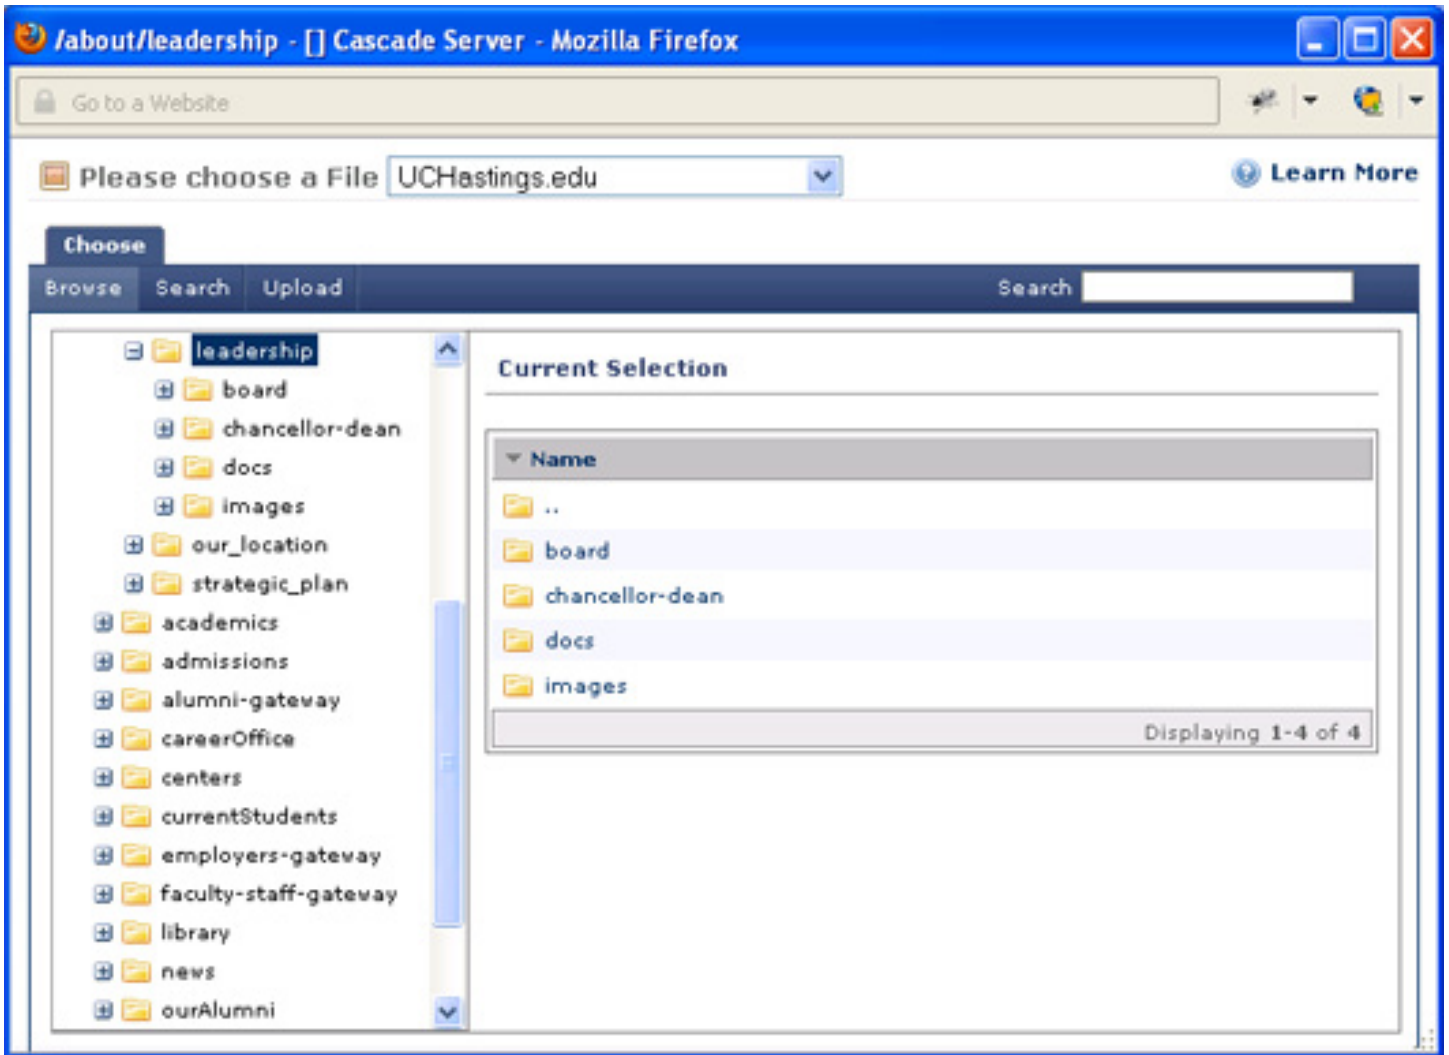 /about/leadership - [] Cascade Server - Mozilla Firefox
Go to a Website
Please choose a File UCHastings.edu
Learn More
Choose
Browse Search Upload Search
leadership
board
chancellor-dean
docs
images
our_location
strategic_plan
academics
admissions
alumni-gateway
careerOffice
centers
currentStudents
employers-gateway
faculty-staff-gateway
library
news
ourAlumni
Current Selection
Name
..
board
chancellor-dean
docs
images
Displaying 1-4 of 4